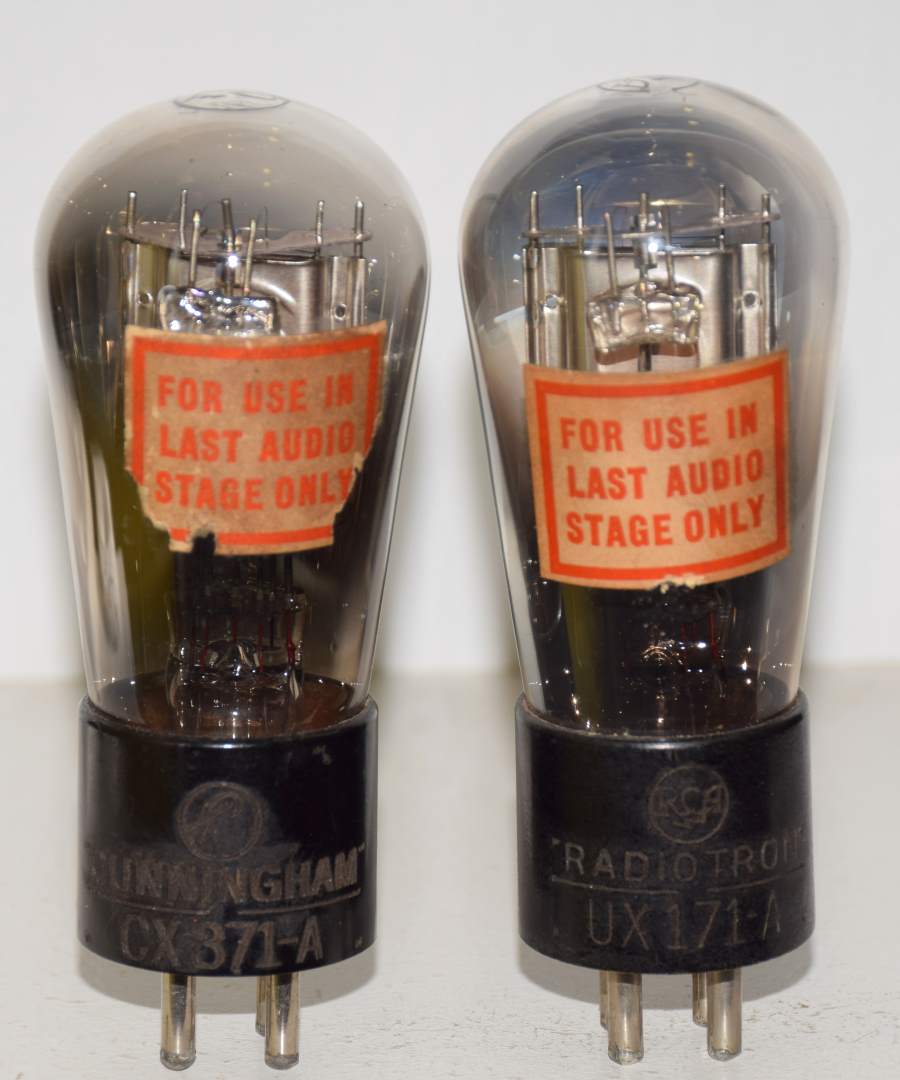 FOR USE IN
LAST AUDIO
STAGE ONLY
CUNNINGHAM
CX 371-A
FOR USE IN
LAST AUDIO
STAGE ONLY
RCA
RADIOTRON
UX 171-A